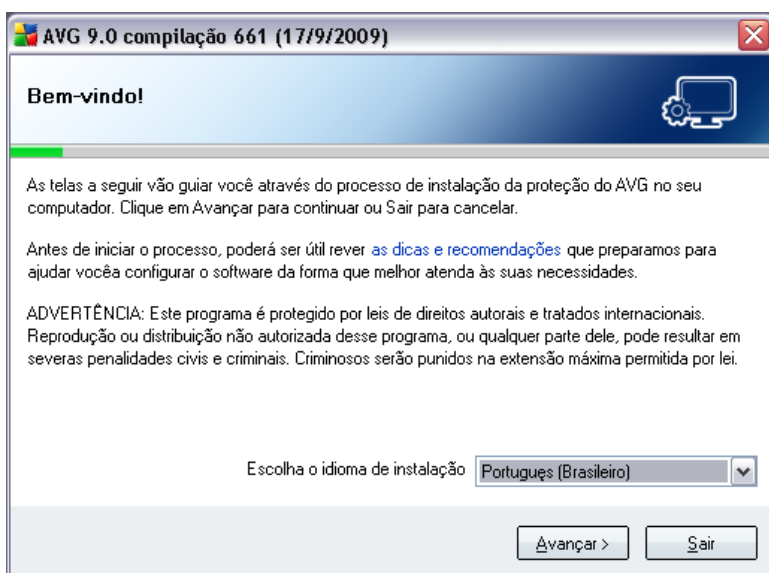 AVG 9.0 compilação 661 (17/9/2009)
Bem-vindo!
As telas a seguir vão guiar você através do processo de instalação da proteção do AVG no seu
computador. Clique em Avançar para continuar ou Sair para cancelar.
Antes de iniciar o processo, poderá ser útil rever as dicas e recomendações que preparamos para
ajudar vocêa configurar o software da forma que melhor atenda às suas necessidades.
ADVERTÊNCIA: Este programa é protegido por leis de direitos autorais e tratados internacionais.
Reprodução ou distribuição não autorizada desse programa, ou qualquer parte dele, pode resultar em
severas penalidades civis e criminais. Criminosos serão punidos na extensão máxima permitida por lei.
Escolha o idioma de instalação Portuguęs (Brasileiro)
Avançar > Sair